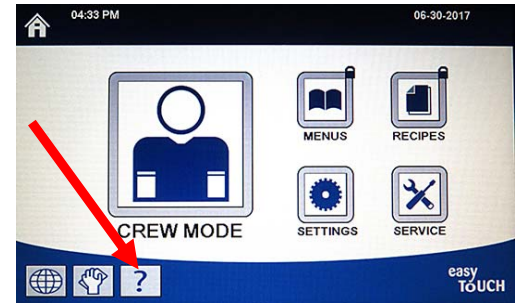 04:33 PM
06-30-2017
MENUS
RECIPES
CREW MODE
SETTINGS
SERVICE
?
easy
TOUCH